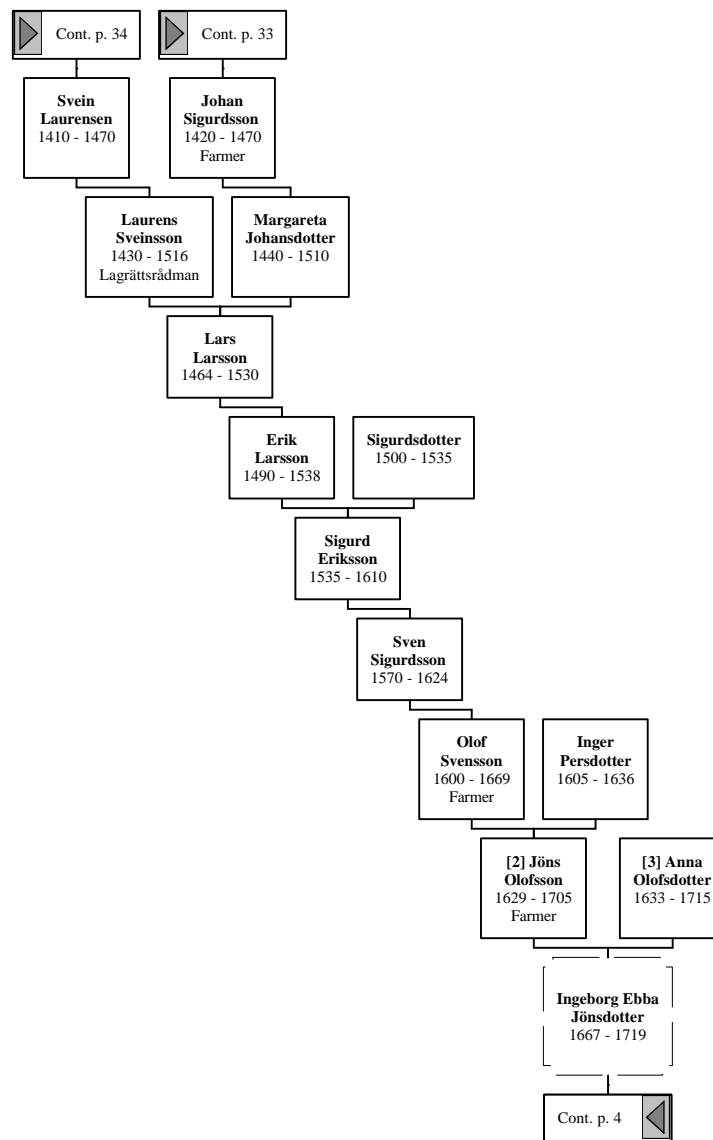 Cont. p. 34
Cont. p. 33
Svein
Laurensen
1410 - 1470
Johan
Sigurdsson
1420 - 1470
Farmer
Laurens
Sveinsson
1430 - 1516
Lagrättsrådman
Margareta
Johansdotter
1440 - 1510
Lars
Larsson
1464 - 1530
Erik
Larsson
1490 - 1538
Sigurdsdotter
1500 - 1535
Sigurd
Eriksson
1535 - 1610
Sven
Sigurdsson
1570 - 1624
Olof
Svensson
1600 - 1669
Farmer
Inger
Persdotter
1605 - 1636
[2] Jöns
Olofsson
1629 - 1705
Farmer
[3] Anna
Olofsdotter
1633 - 1715
Ingeborg Ebba
Jönsdotter
1667 - 1719
Cont. p. 4